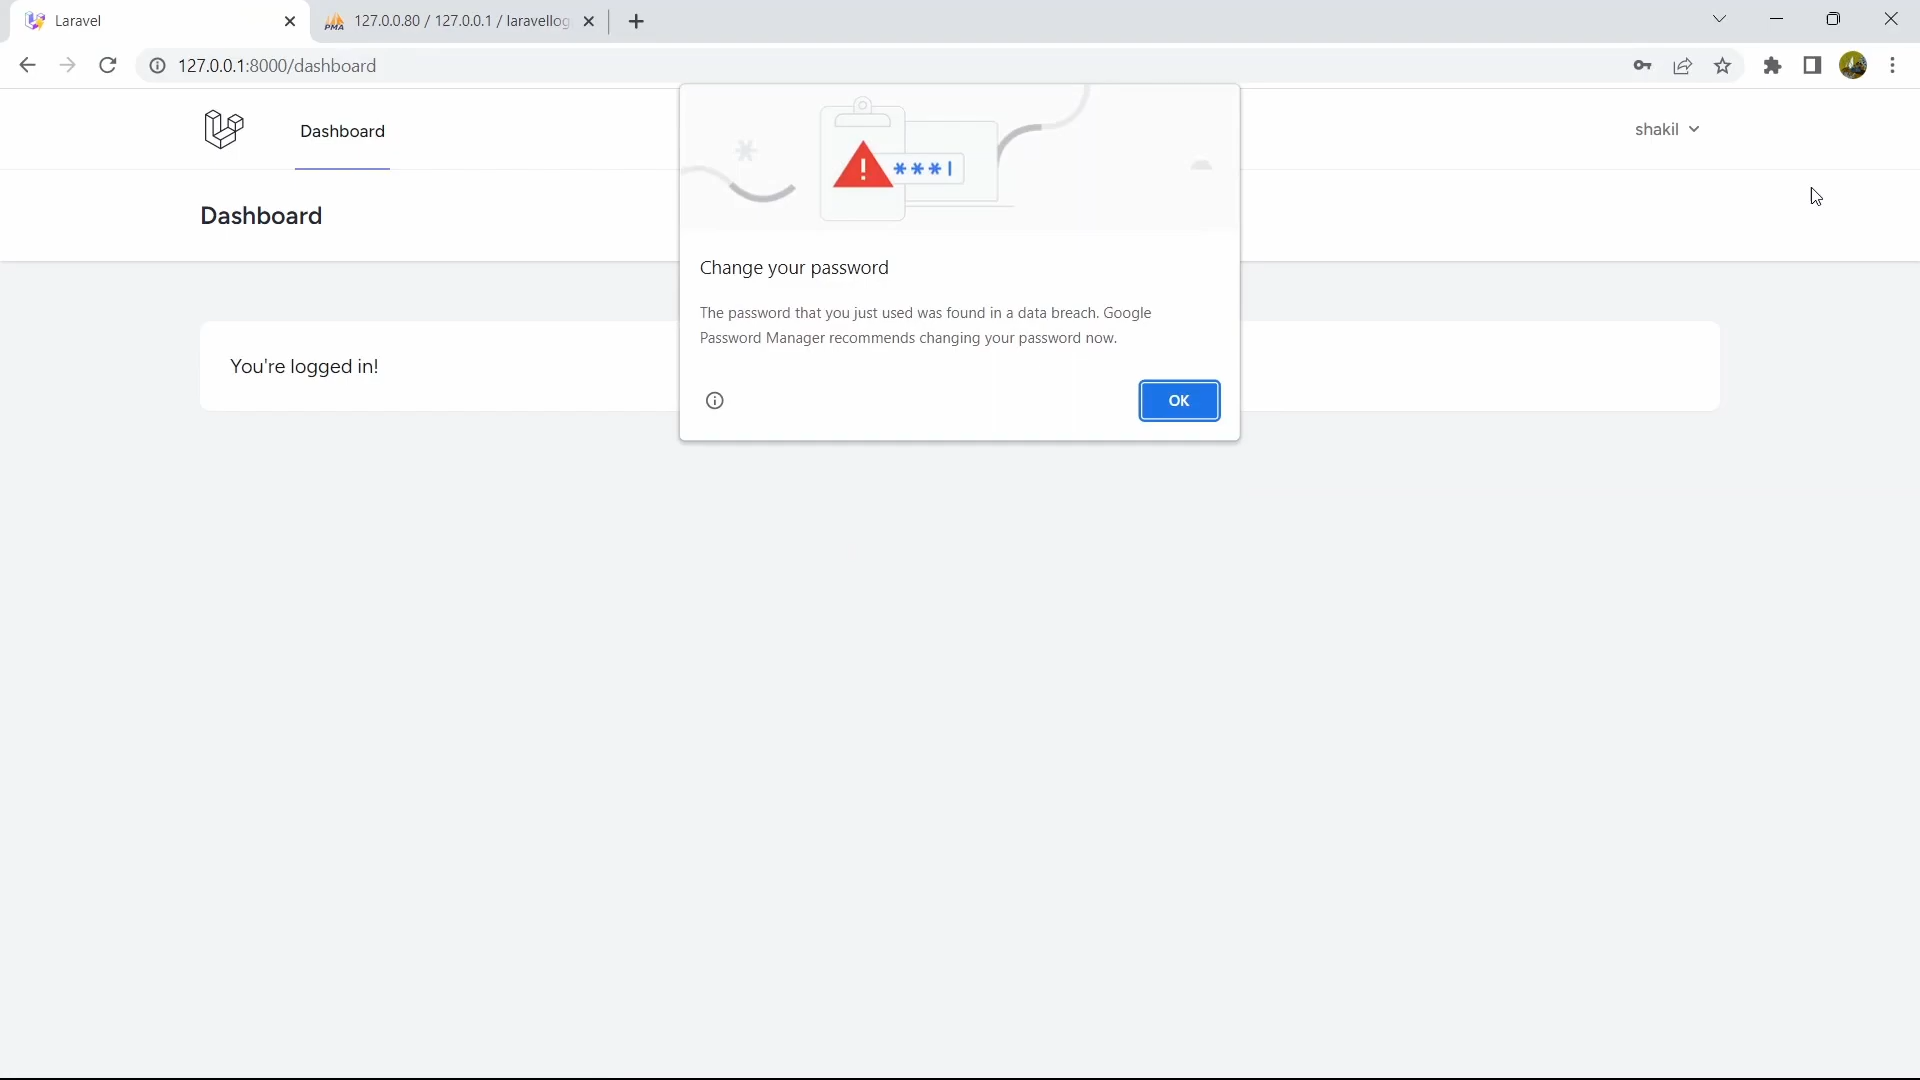 Laravel
PMA 127.0.0.80 / 127.0.0.1 / laravellog
127.0.0.1:8000/dashboard
Dashboard
shakil
Dashboard
***|
Change your password
The password that you just used was found in a data breach. Google
Password Manager recommends changing your password now.
You're logged in!
OK